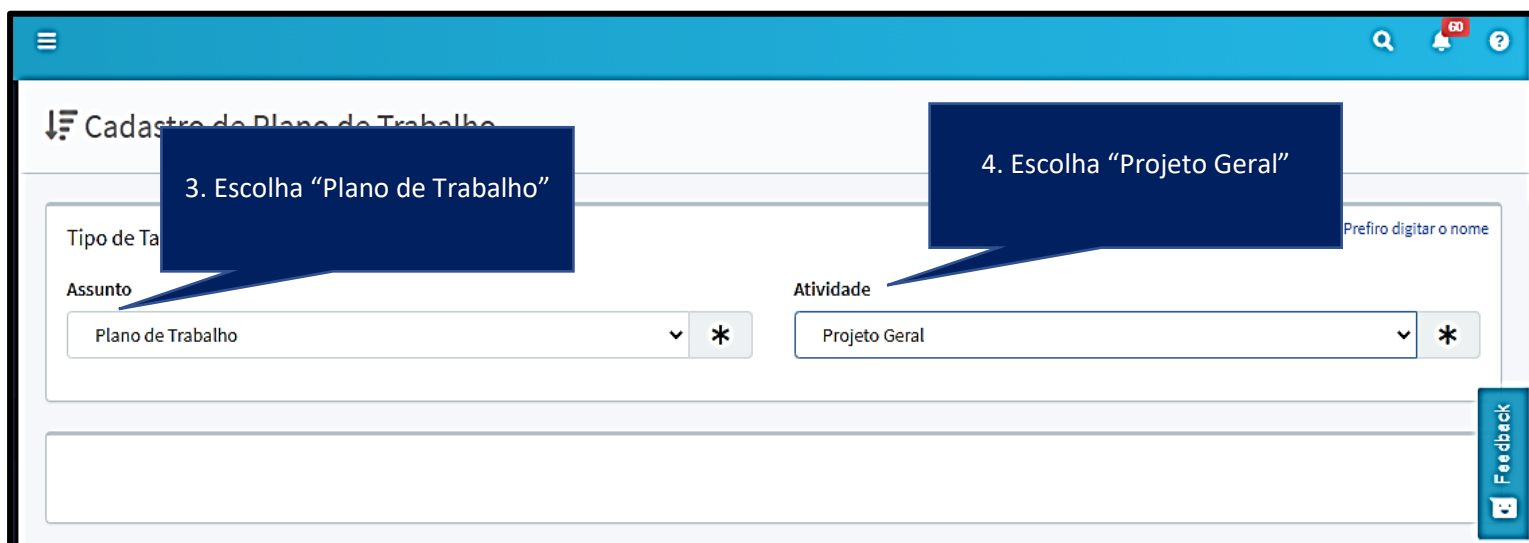 60
Cadastro de Plano de Trabalho
3. Escolha “Plano de Trabalho”
4. Escolha “Projeto Geral”
Tipo de Ta
Prefiro digitar o nome
Assunto
Atividade
Plano de Trabalho
Projeto Geral
Feedback